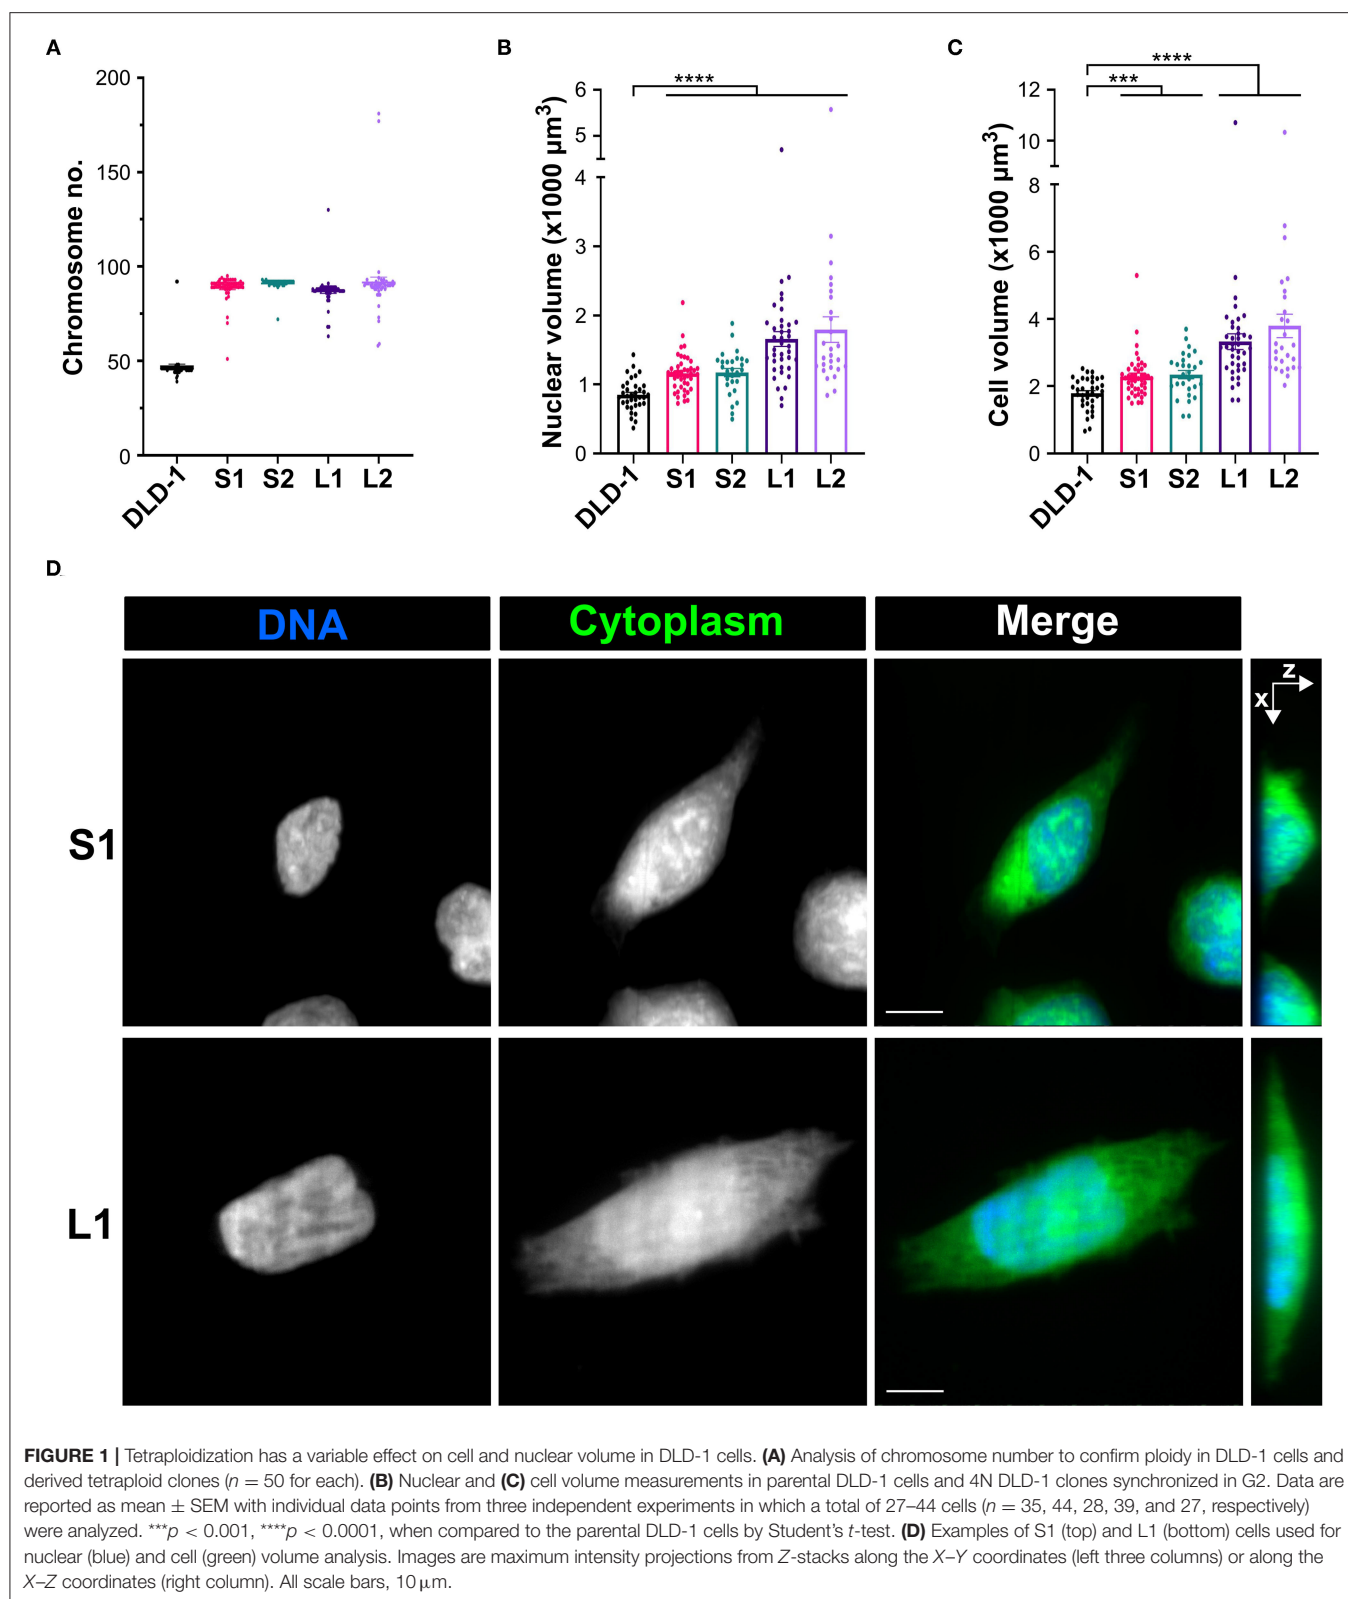 A
200
150
100
50
0
Chromosome no.
DLD-1 S1 S2 L1 L2
B
****
6
5
4
3
2
1
0
Nuclear volume (x1000 µm³)
DLD-1 S1 S2 L1 L2
C
****
***
12
10
8
6
4
2
0
Cell volume (x1000 µm³)
DLD-1 S1 S2 L1 L2
D
DNA Cytoplasm Merge
z
x
S1
L1
FIGURE 1 | Tetraploidization has a variable effect on cell and nuclear volume in DLD-1 cells. (A) Analysis of chromosome number to confirm ploidy in DLD-1 cells and
derived tetraploid clones (n = 50 for each). (B) Nuclear and (C) cell volume measurements in parental DLD-1 cells and 4N DLD-1 clones synchronized in G2. Data are
reported as mean ± SEM with individual data points from three independent experiments in which a total of 27–44 cells (n = 35, 44, 28, 39, and 27, respectively)
were analyzed. ***p < 0.001, ****p < 0.0001, when compared to the parental DLD-1 cells by Student's t-test. (D) Examples of S1 (top) and L1 (bottom) cells used for
nuclear (blue) and cell (green) volume analysis. Images are maximum intensity projections from Z-stacks along the X–Y coordinates (left three columns) or along the
X–Z coordinates (right column). All scale bars, 10 µm.